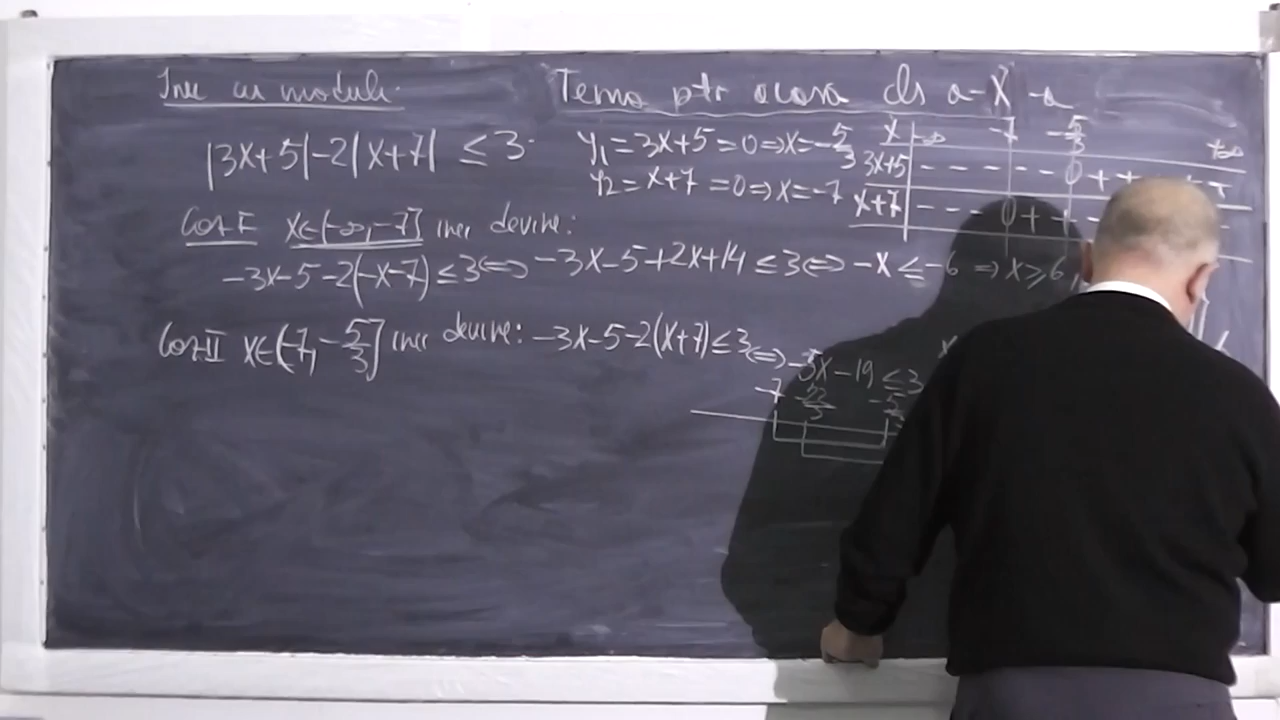 Inec cu moduli.
Tema ptr acasa cls a-X-a
|3x+5|-2|x+7| ≤ 3.
y₁=3x+5=0⇒x=-5/3
y₂=x+7=0⇒x=-7
x | -∞ -7 -5/3 +∞
3x+5 | - - - - - 0 + + + +
x+7 | - - - 0 + +
Caz I x∈(-∞,-7] inec devine:
-3x-5-2(-x-7)≤3⇔-3x-5+2x+14≤3⇔-x≤-6⇒x≥6
Caz II x∈(-7,-5/3] inec devine: -3x-5-2(x+7)≤3⇔
x-19≤3
-7 -22/5 -5/3